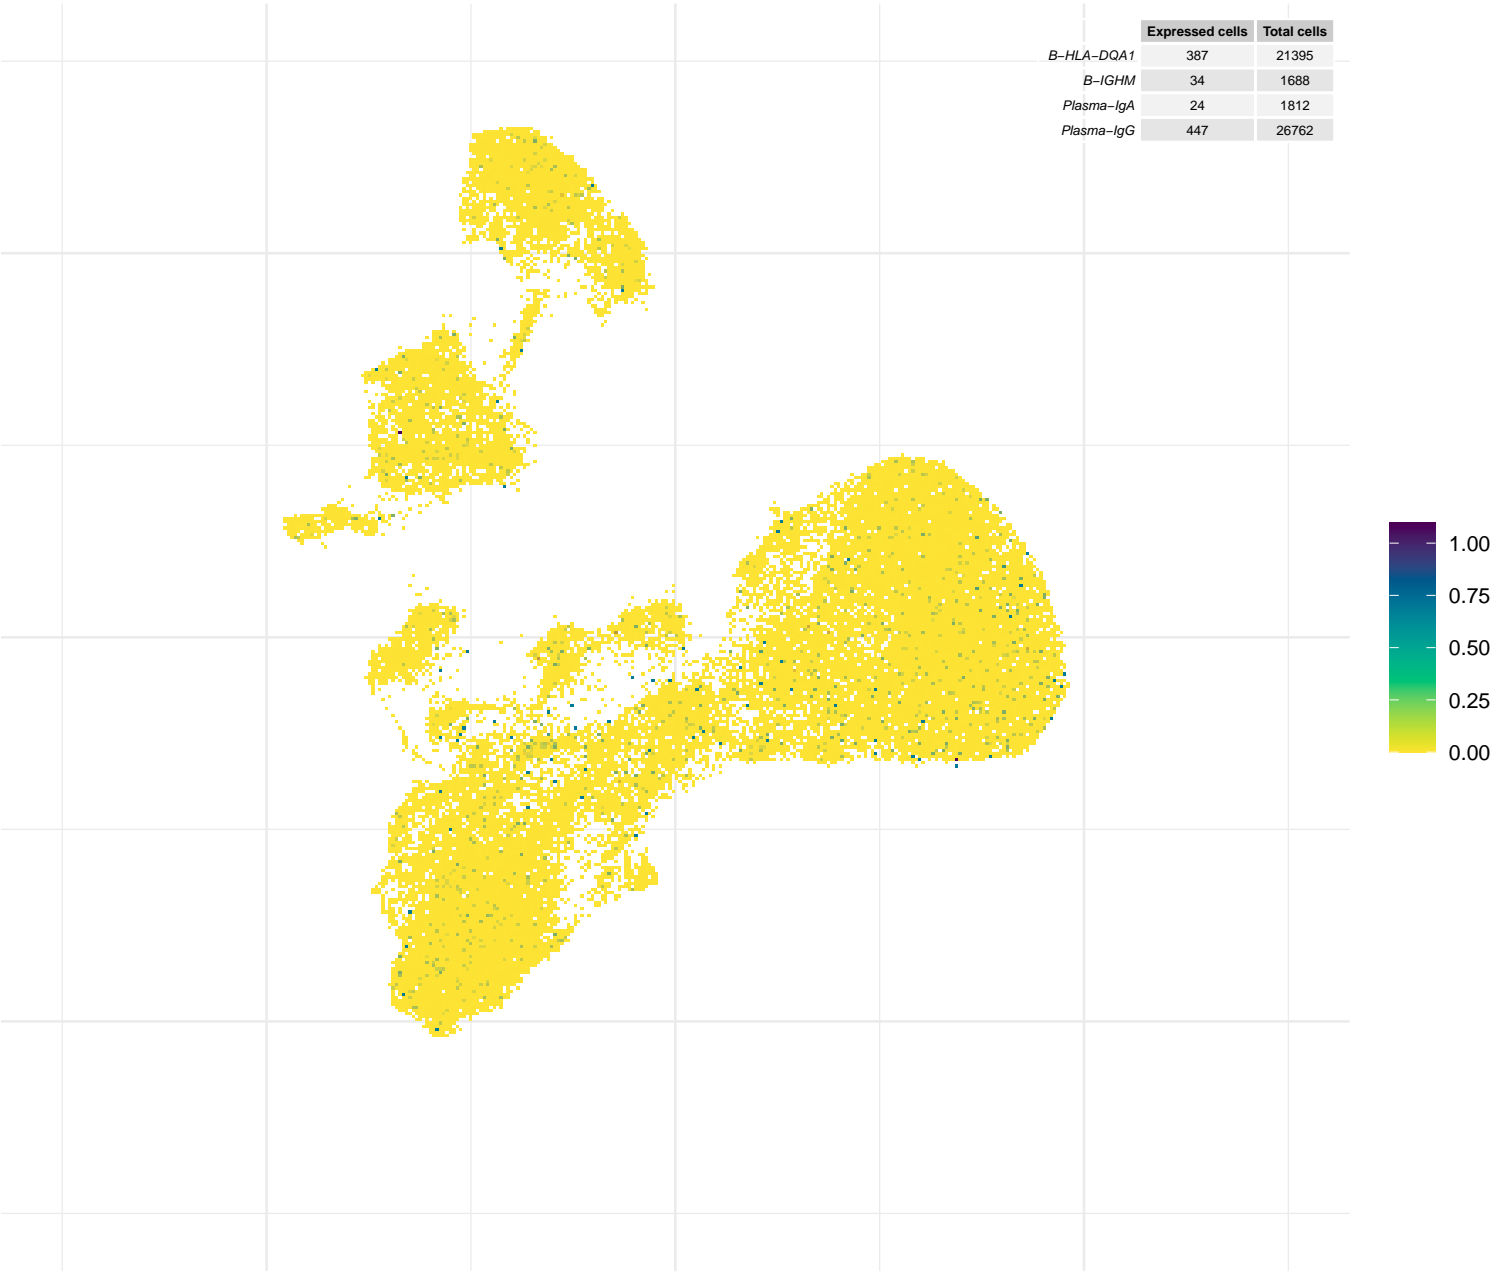 Expressed cells Total cells
B−HLA−DQA1 387 21395
B−IGHM 34 1688
Plasma−IgA 24 1812
Plasma−IgG 447 26762
1.00
0.75
0.50
0.25
0.00